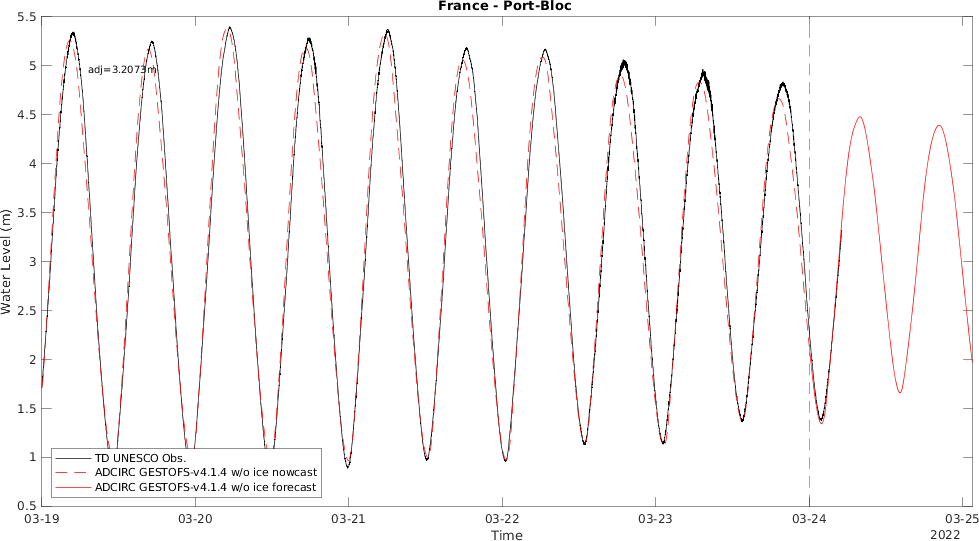 France - Port-Bloc
5.5
5
4.5
4
3.5
3
2.5
2
1.5
1
0.5
Water Level (m)
adj=3.2073m
TD UNESCO Obs.
ADCIRC GESTOFS-v4.1.4 w/o ice nowcast
ADCIRC GESTOFS-v4.1.4 w/o ice forecast
03-19 03-20 03-21 03-22 03-23 03-24 03-25
Time
2022